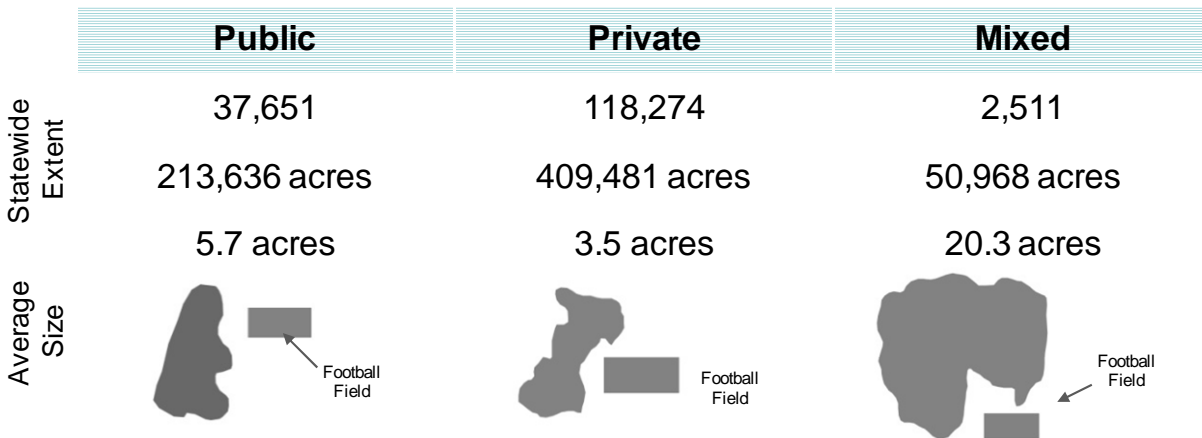 Public Private Mixed
Statewide
Extent
37,651 118,274 2,511
213,636 acres 409,481 acres 50,968 acres
Average
Size
5.7 acres 3.5 acres 20.3 acres
Football
Field
Football
Field
Football
Field